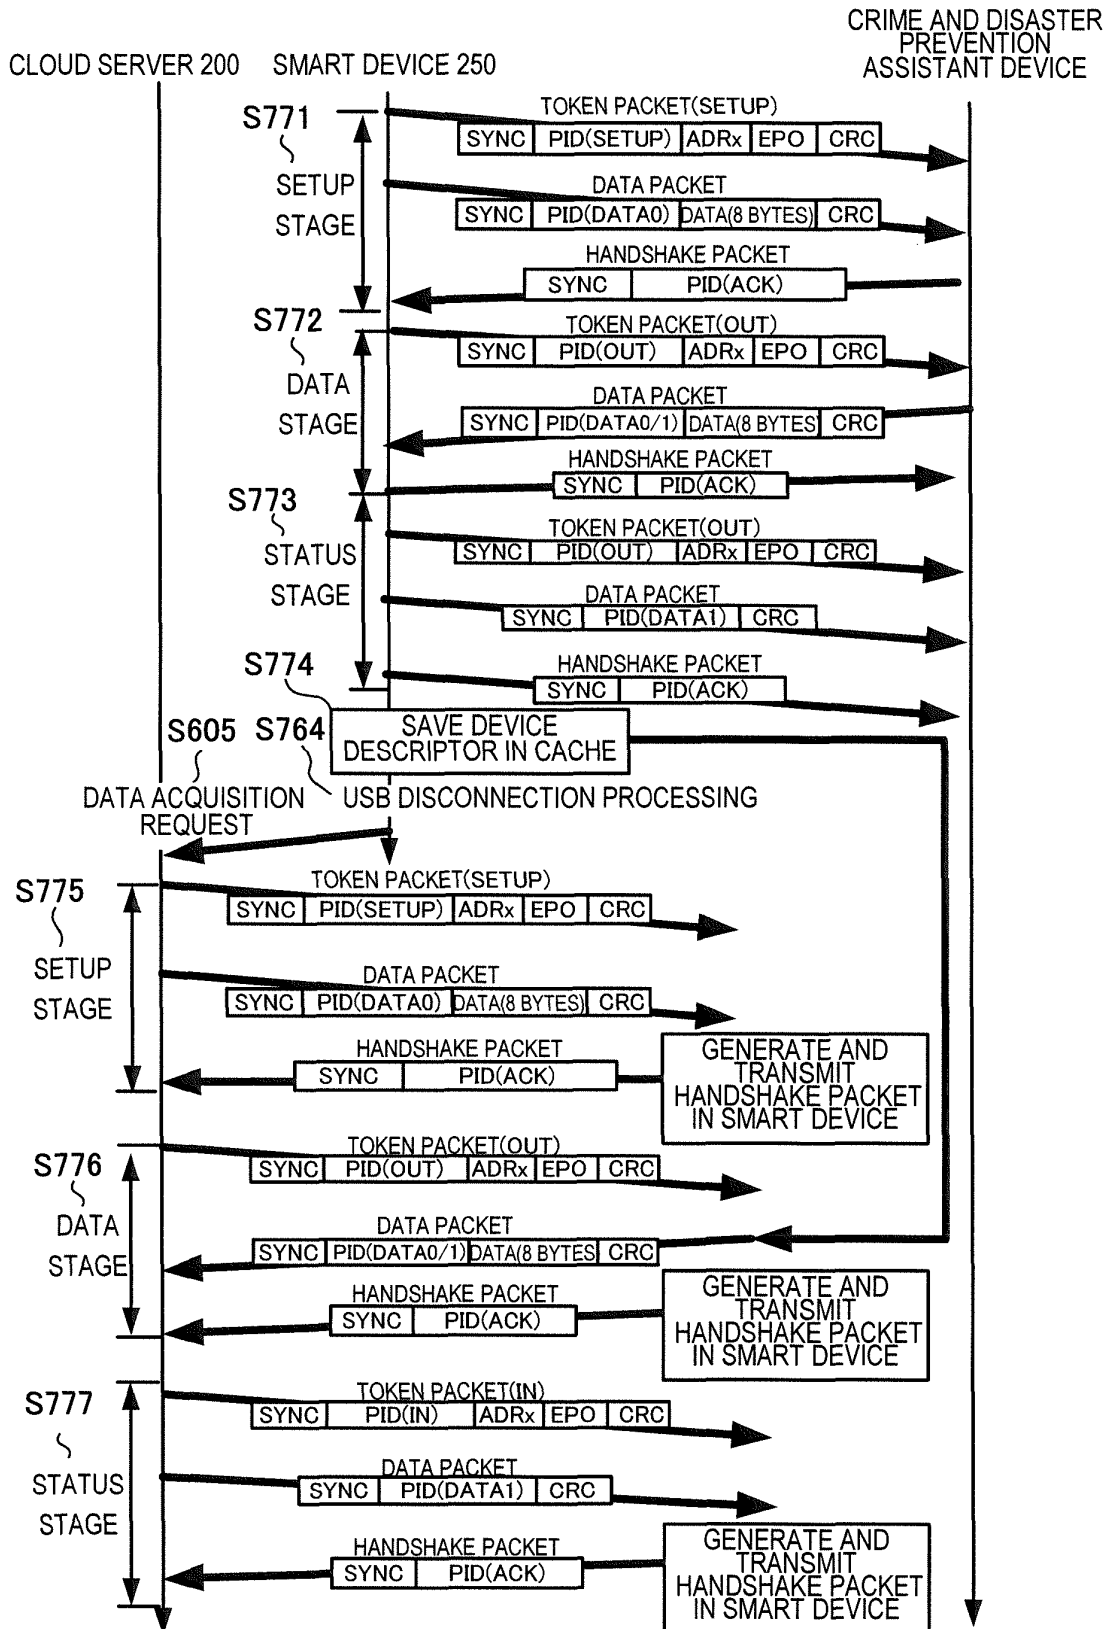 CRIME AND DISASTER
PREVENTION
ASSISTANT DEVICE
CLOUD SERVER 200
SMART DEVICE 250
S771
SETUP
STAGE
TOKEN PACKET(SETUP)
SYNC PID(SETUP) ADRx EPO CRC
DATA PACKET
SYNC PID(DATA0) DATA(8 BYTES) CRC
HANDSHAKE PACKET
SYNC PID(ACK)
S772
DATA
STAGE
TOKEN PACKET(OUT)
SYNC PID(OUT) ADRx EPO CRC
DATA PACKET
SYNC PID(DATA0/1) DATA(8 BYTES CRC
HANDSHAKE PACKET
SYNC PID(ACK)
S773
STATUS
STAGE
TOKEN PACKET(OUT)
SYNC PID(OUT) ADRx EPO CRC
DATA PACKET
SYNC PID(DATA1) CRC
HANDSHAKE PACKET
SYNC PID(ACK)
S774
SAVE DEVICE
DESCRIPTOR IN CACHE
S605
DATA ACQUISITION
REQUEST
S764
USB DISCONNECTION PROCESSING
S775
SETUP
STAGE
TOKEN PACKET(SETUP)
SYNC PID(SETUP) ADRx EPO CRC
DATA PACKET
SYNC PID(DATA0) DATA(8 BYTES) CRC
HANDSHAKE PACKET
SYNC PID(ACK)
GENERATE AND
TRANSMIT
HANDSHAKE PACKET
IN SMART DEVICE
S776
DATA
STAGE
TOKEN PACKET(OUT)
SYNC PID(OUT) ADRx EPO CRC
DATA PACKET
SYNC PID(DATA0/1) DATA(8 BYTES CRC
HANDSHAKE PACKET
SYNC PID(ACK)
GENERATE AND
TRANSMIT
HANDSHAKE PACKET
IN SMART DEVICE
S777
STATUS
STAGE
TOKEN PACKET(IN)
SYNC PID(IN) ADRx EPO CRC
DATA PACKET
SYNC PID(DATA1) CRC
HANDSHAKE PACKET
SYNC PID(ACK)
GENERATE AND
TRANSMIT
HANDSHAKE PACKET
IN SMART DEVICE